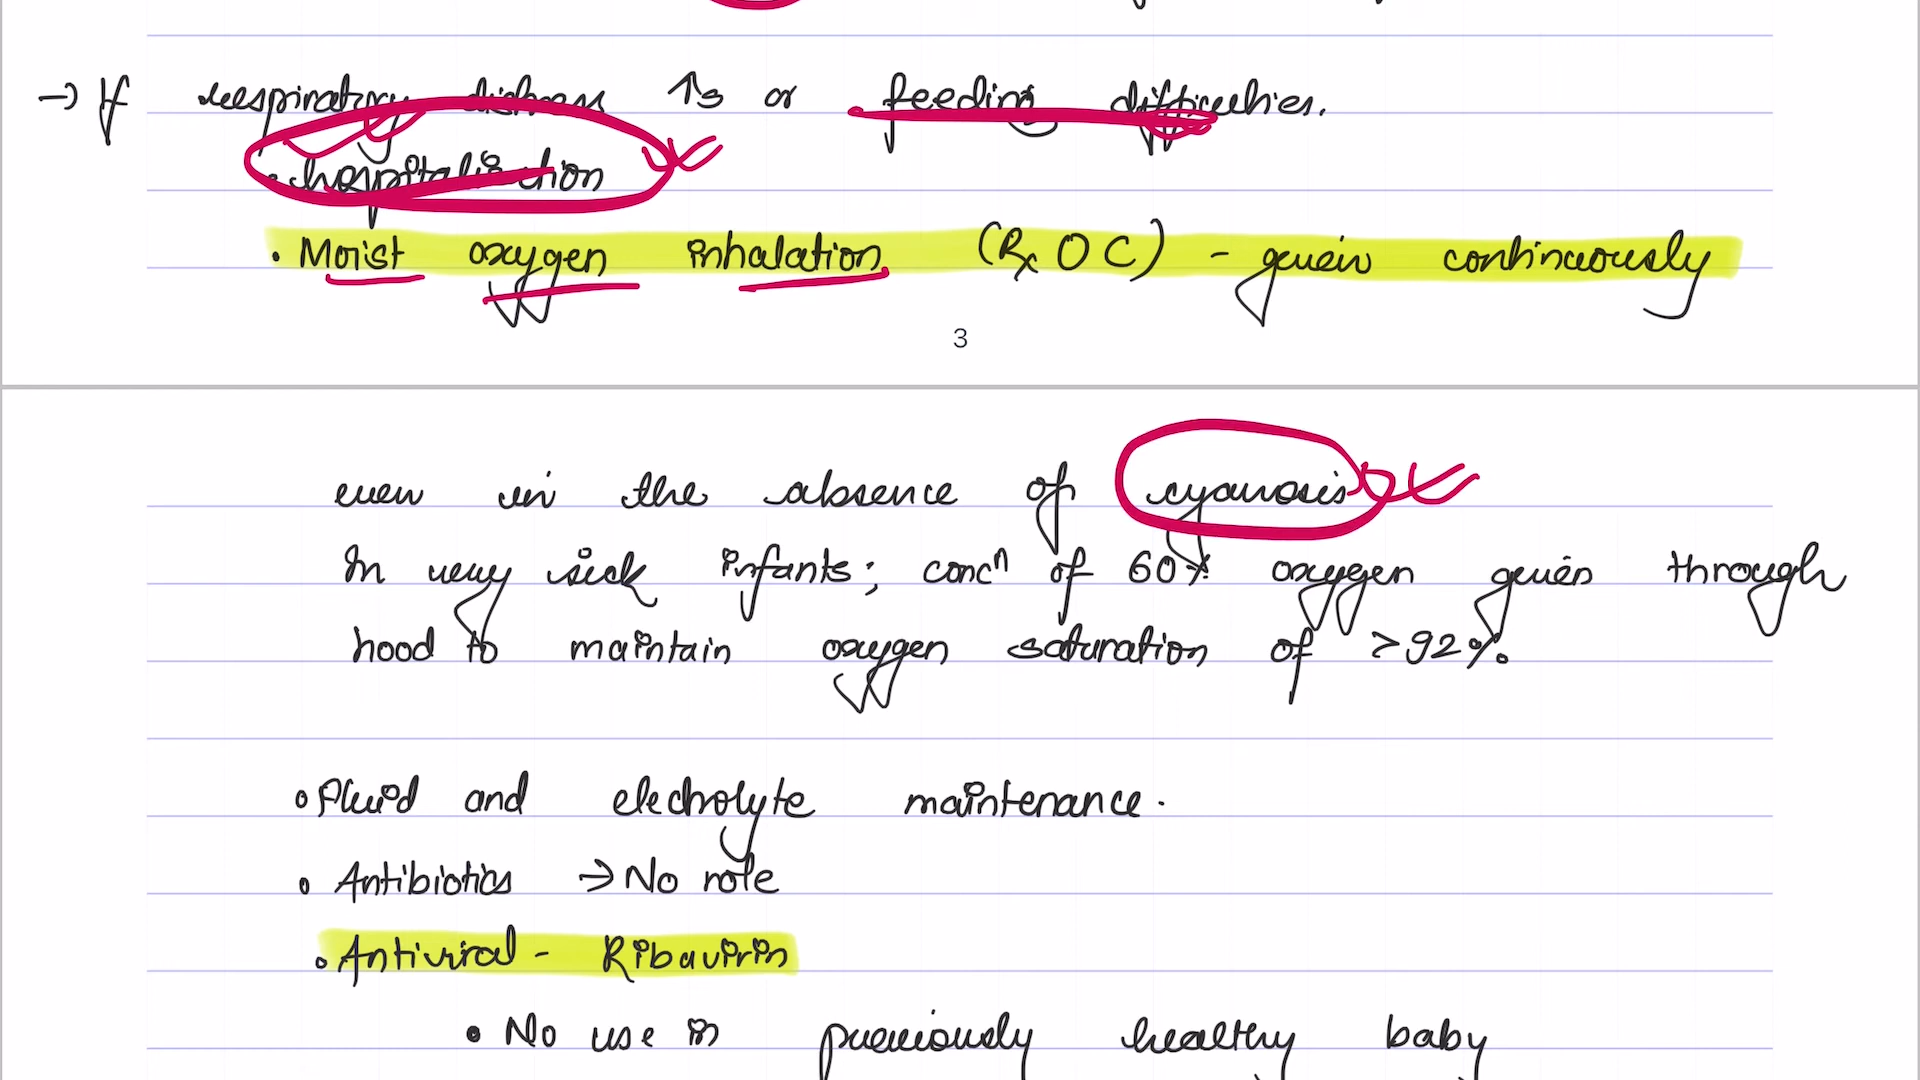 → If respiratory distress ↑s or feeding difficulties.
• hospitalisation
• Moist oxygen inhalation (Rx OC) - given continuously
3
even in the absence of cyanosis
In very sick infants; concⁿ of 60% oxygen given through
hood to maintain oxygen saturation of >92%.
• Fluid and electrolyte maintenance.
• Antibiotics → No role
• Antiviral - Ribavirin
• No use in previously healthy baby